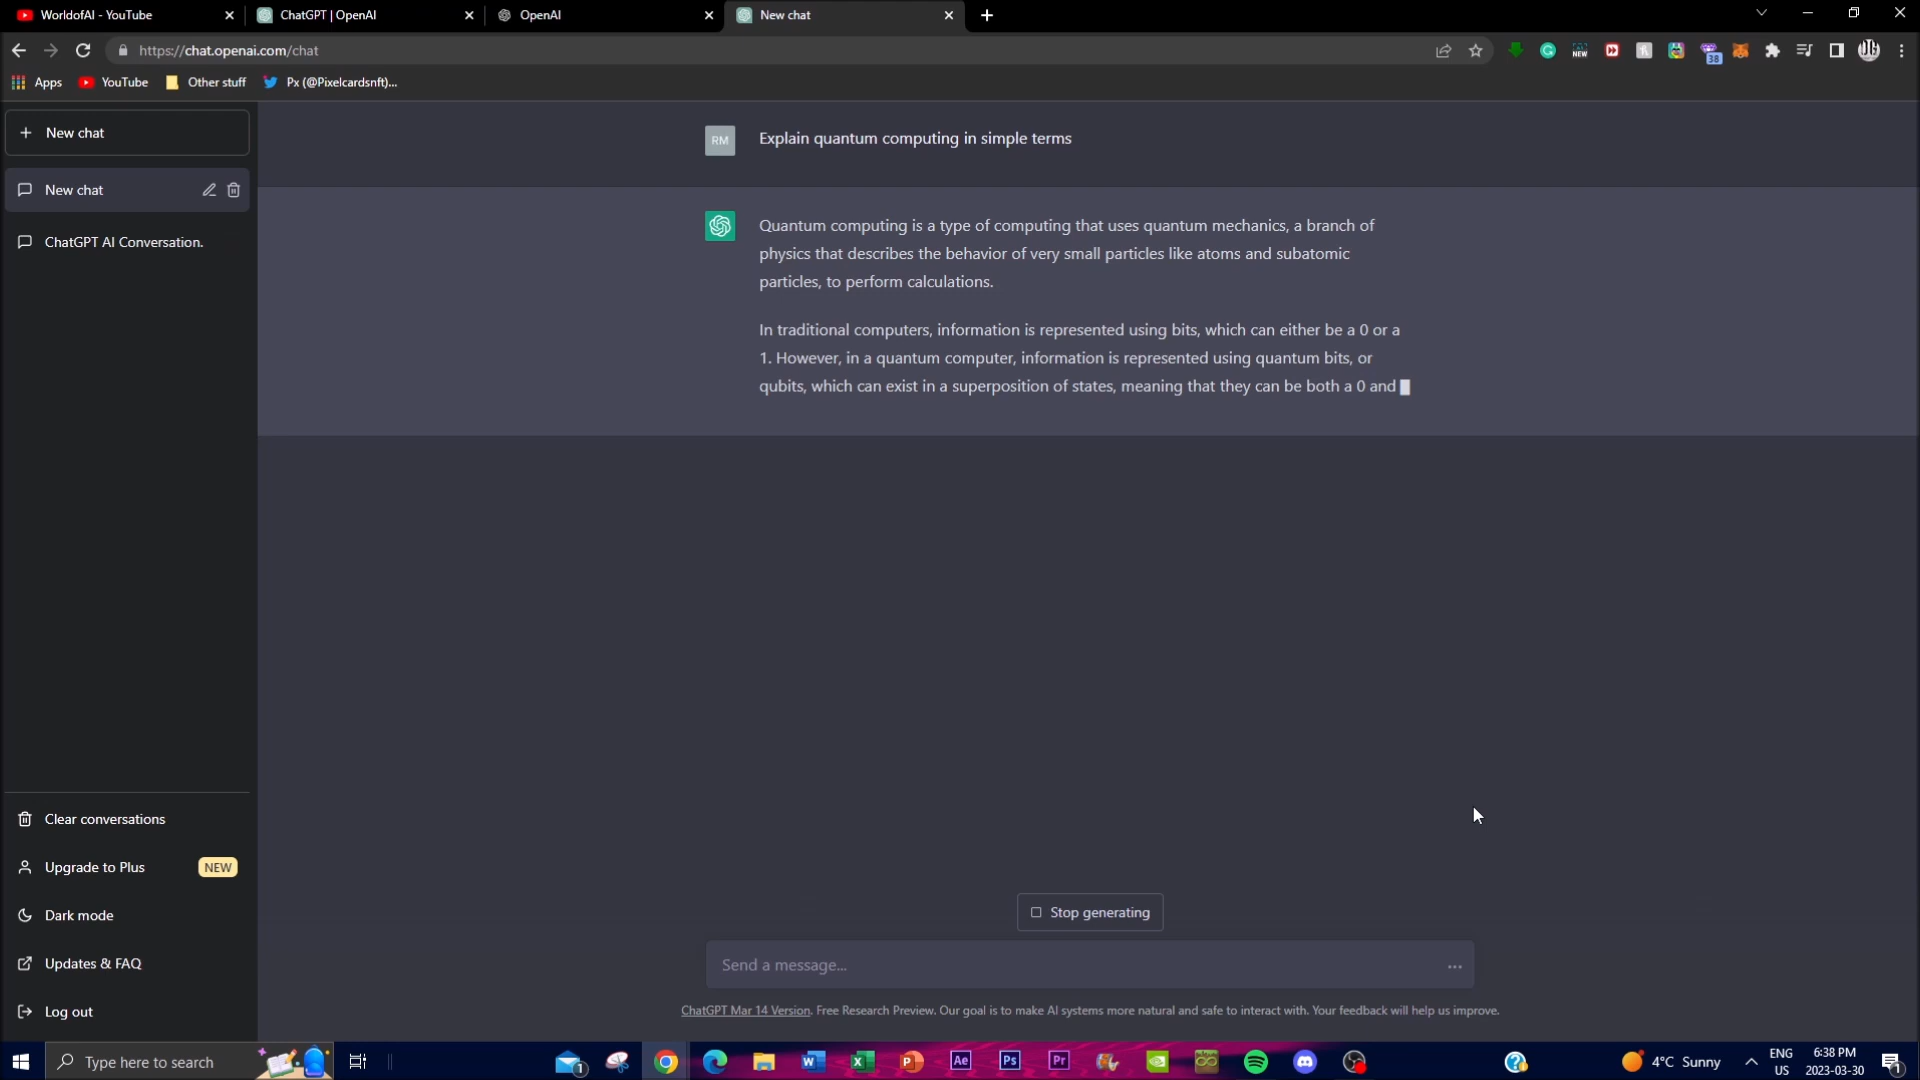 WorldofAI - YouTube
ChatGPT | OpenAI
OpenAI
New chat
https://chat.openai.com/chat
38
NEW
Apps
YouTube
Other stuff
Px (@Pixelcardsnft)...
New chat
New chat
ChatGPT AI Conversation.
RM
Explain quantum computing in simple terms
Quantum computing is a type of computing that uses quantum mechanics, a branch of
physics that describes the behavior of very small particles like atoms and subatomic
particles, to perform calculations.
In traditional computers, information is represented using bits, which can either be a 0 or a
1. However, in a quantum computer, information is represented using quantum bits, or
qubits, which can exist in a superposition of states, meaning that they can be both a 0 and
Clear conversations
Upgrade to Plus
NEW
Dark mode
Updates & FAQ
Log out
Stop generating
Send a message...
ChatGPT Mar 14 Version. Free Research Preview. Our goal is to make AI systems more natural and safe to interact with. Your feedback will help us improve.
Type here to search
1
Ae
Ps
Pr
4°C Sunny
ENG
US
6:38 PM
2023-03-30
1